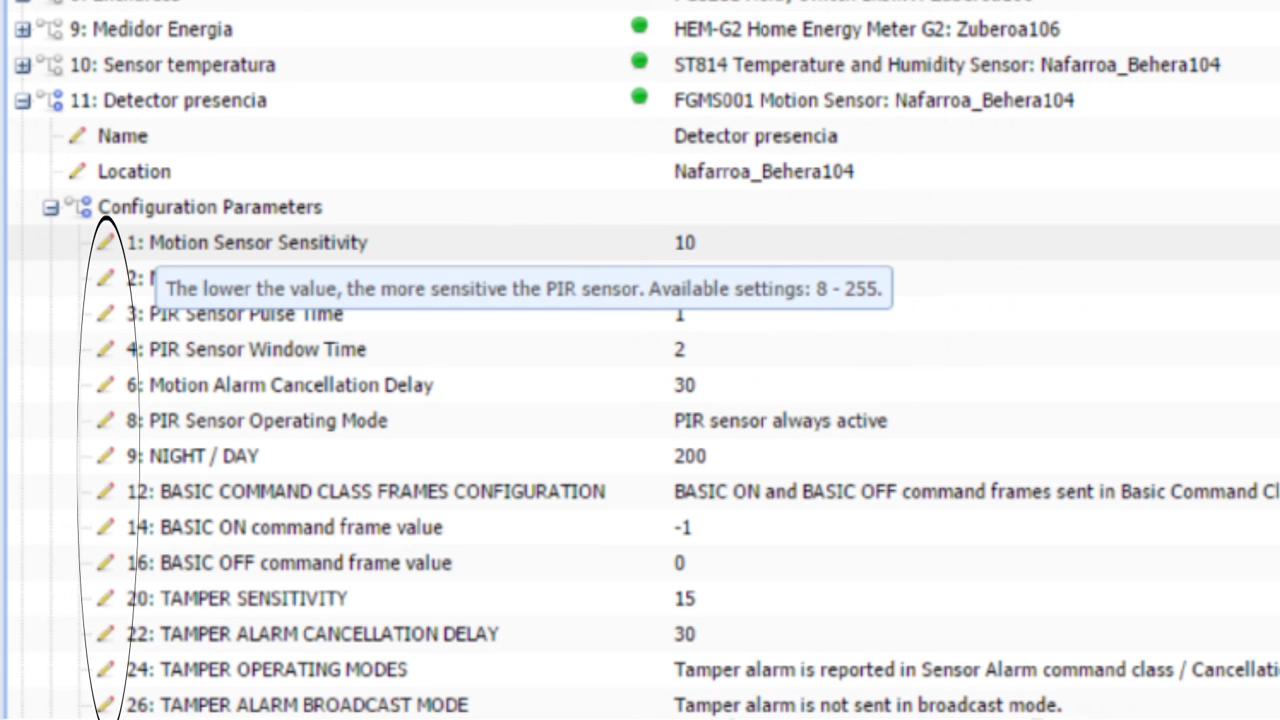 9: Medidor Energia HEM-G2 Home Energy Meter G2: Zuberoa106
10: Sensor temperatura ST814 Temperature and Humidity Sensor: Nafarroa_Behera104
11: Detector presencia FGMS001 Motion Sensor: Nafarroa_Behera104
Name Detector presencia
Location Nafarroa_Behera104
Configuration Parameters
1: Motion Sensor Sensitivity 10
2:
The lower the value, the more sensitive the PIR sensor. Available settings: 8 - 255.
3: PIR Sensor Pulse Time 1
4: PIR Sensor Window Time 2
6: Motion Alarm Cancellation Delay 30
8: PIR Sensor Operating Mode PIR sensor always active
9: NIGHT / DAY 200
12: BASIC COMMAND CLASS FRAMES CONFIGURATION BASIC ON and BASIC OFF command frames sent in Basic Command Cl
14: BASIC ON command frame value -1
16: BASIC OFF command frame value 0
20: TAMPER SENSITIVITY 15
22: TAMPER ALARM CANCELLATION DELAY 30
24: TAMPER OPERATING MODES Tamper alarm is reported in Sensor Alarm command class / Cancellati
26: TAMPER ALARM BROADCAST MODE Tamper alarm is not sent in broadcast mode.